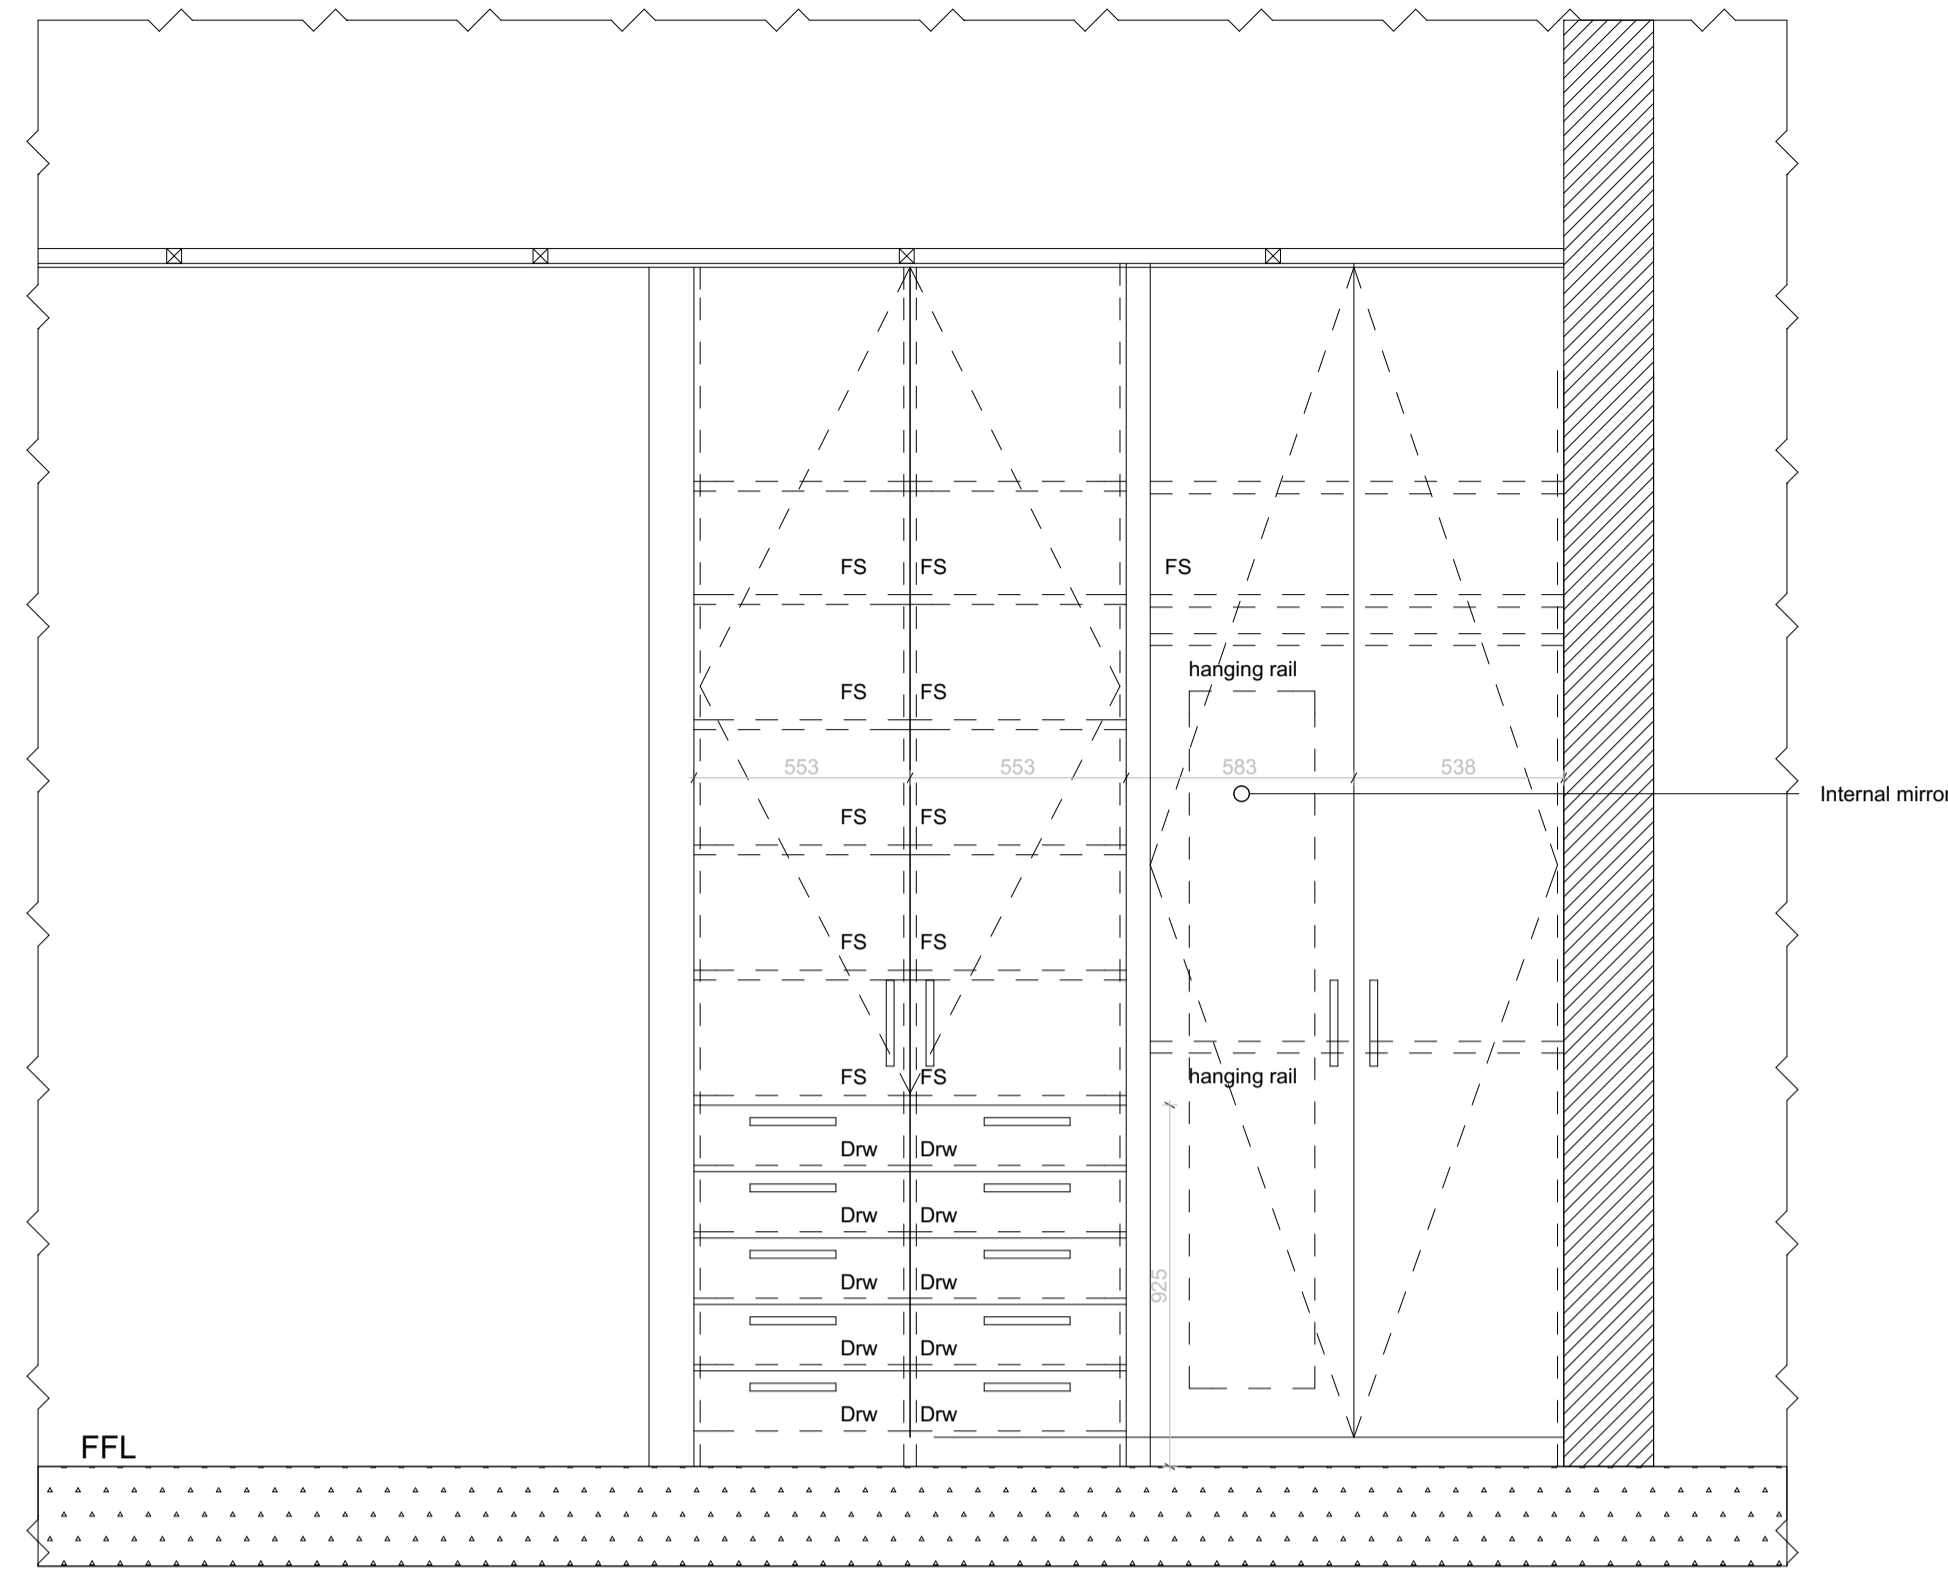 FS FS FS
hanging rail
FS FS
553 553 583 538
Internal mirror
FS FS
FS FS
FS FS hanging rail
Drw Drw
Drw Drw
925
Drw Drw
Drw Drw
Drw Drw
FFL